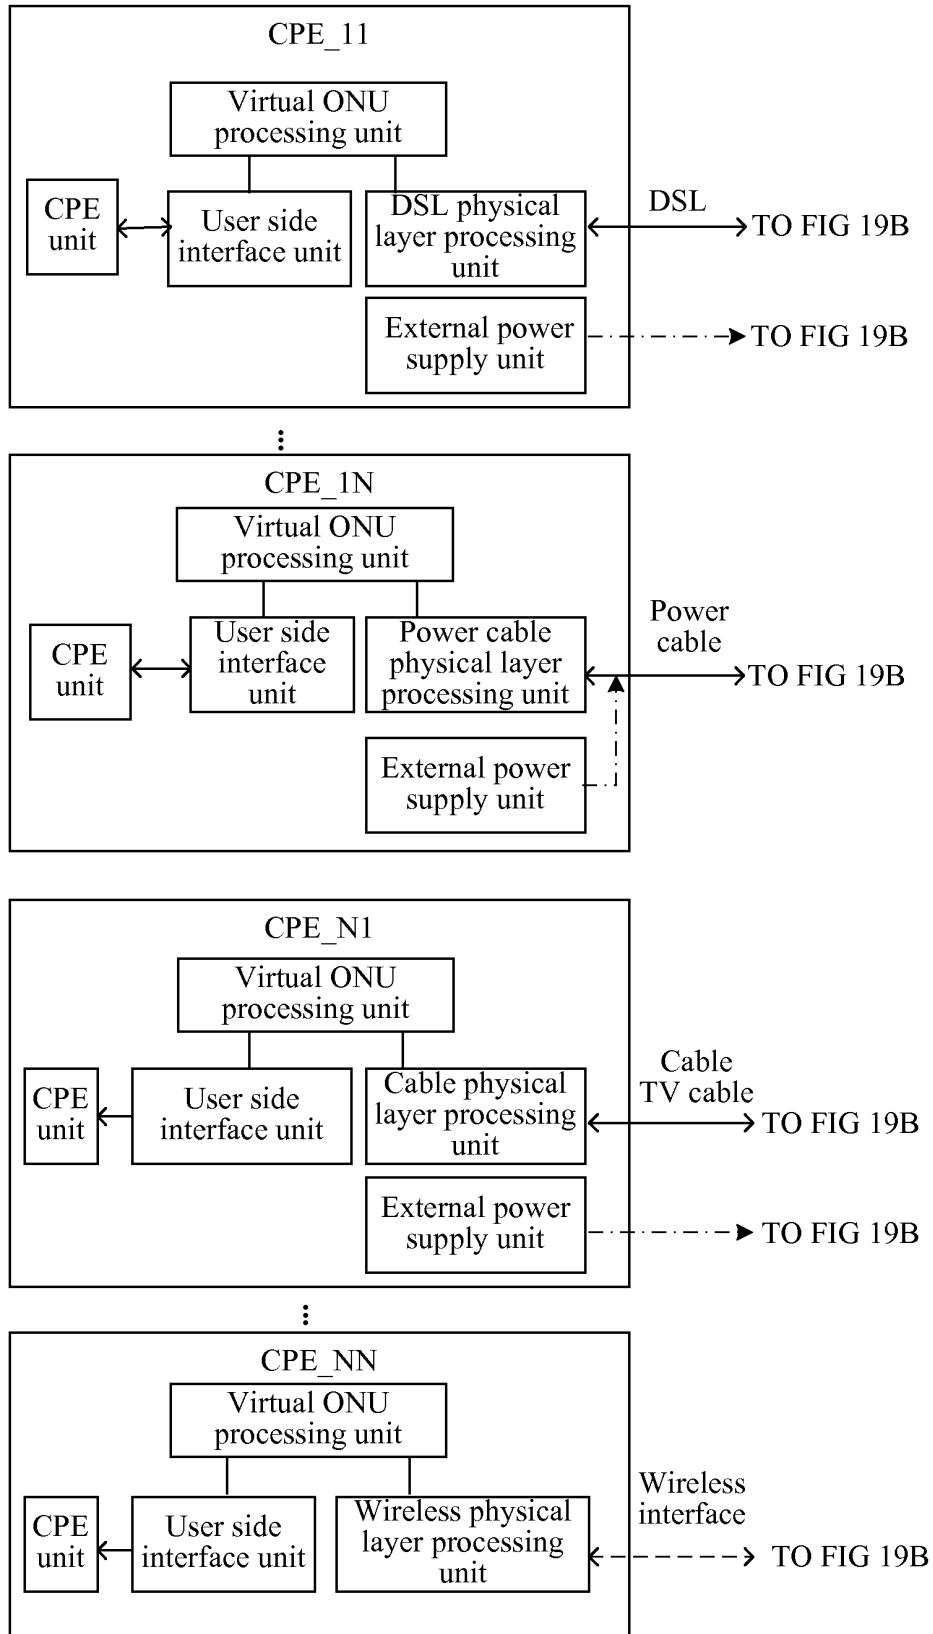 CPE_11
Virtual ONU
processing unit
CPE
unit
User side
interface unit
DSL physical
layer processing
unit
DSL
TO FIG 19B
External power
supply unit
TO FIG 19B
CPE_1N
Virtual ONU
processing unit
CPE
unit
User side
interface
unit
Power cable
physical layer
processing unit
Power
cable
TO FIG 19B
External power
supply unit
CPE_N1
Virtual ONU
processing unit
CPE
unit
User side
interface unit
Cable physical
layer processing
unit
Cable
TV cable
TO FIG 19B
External power
supply unit
TO FIG 19B
CPE_NN
Virtual ONU
processing unit
CPE
unit
User side
interface unit
Wireless physical
layer processing
unit
Wireless
interface
TO FIG 19B